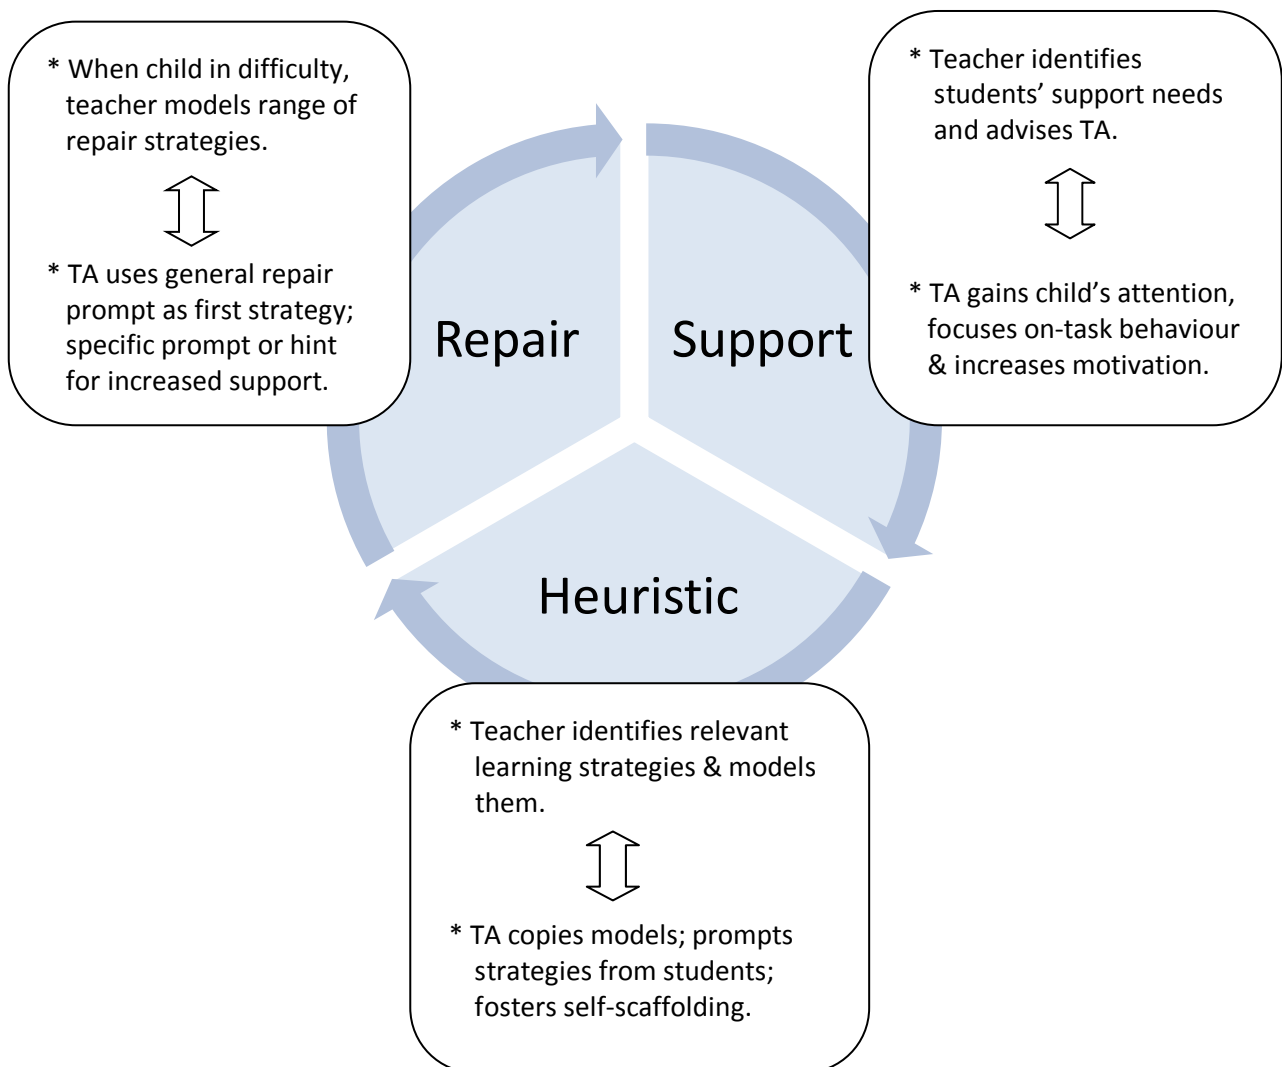 * When child in difficulty,
teacher models range of
repair strategies.
* TA uses general repair
prompt as first strategy;
specific prompt or hint
for increased support.
* Teacher identifies
students’ support needs
and advises TA.
* TA gains child’s attention,
focuses on-task behaviour
& increases motivation.
Repair
Support
Heuristic
* Teacher identifies relevant
learning strategies & models
them.
* TA copies models; prompts
strategies from students;
fosters self-scaffolding.